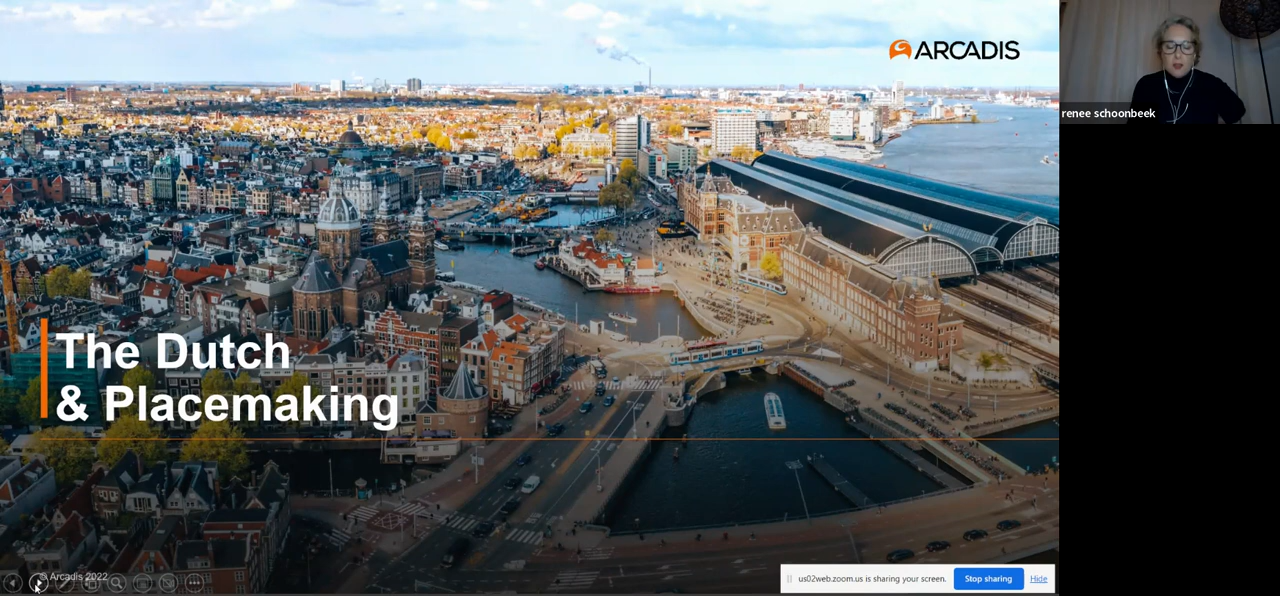 ARCADIS
renee schoonbeek
The Dutch
& Placemaking
© Arcadis 2022
us02web.zoom.us is sharing your screen.
Stop sharing
Hide